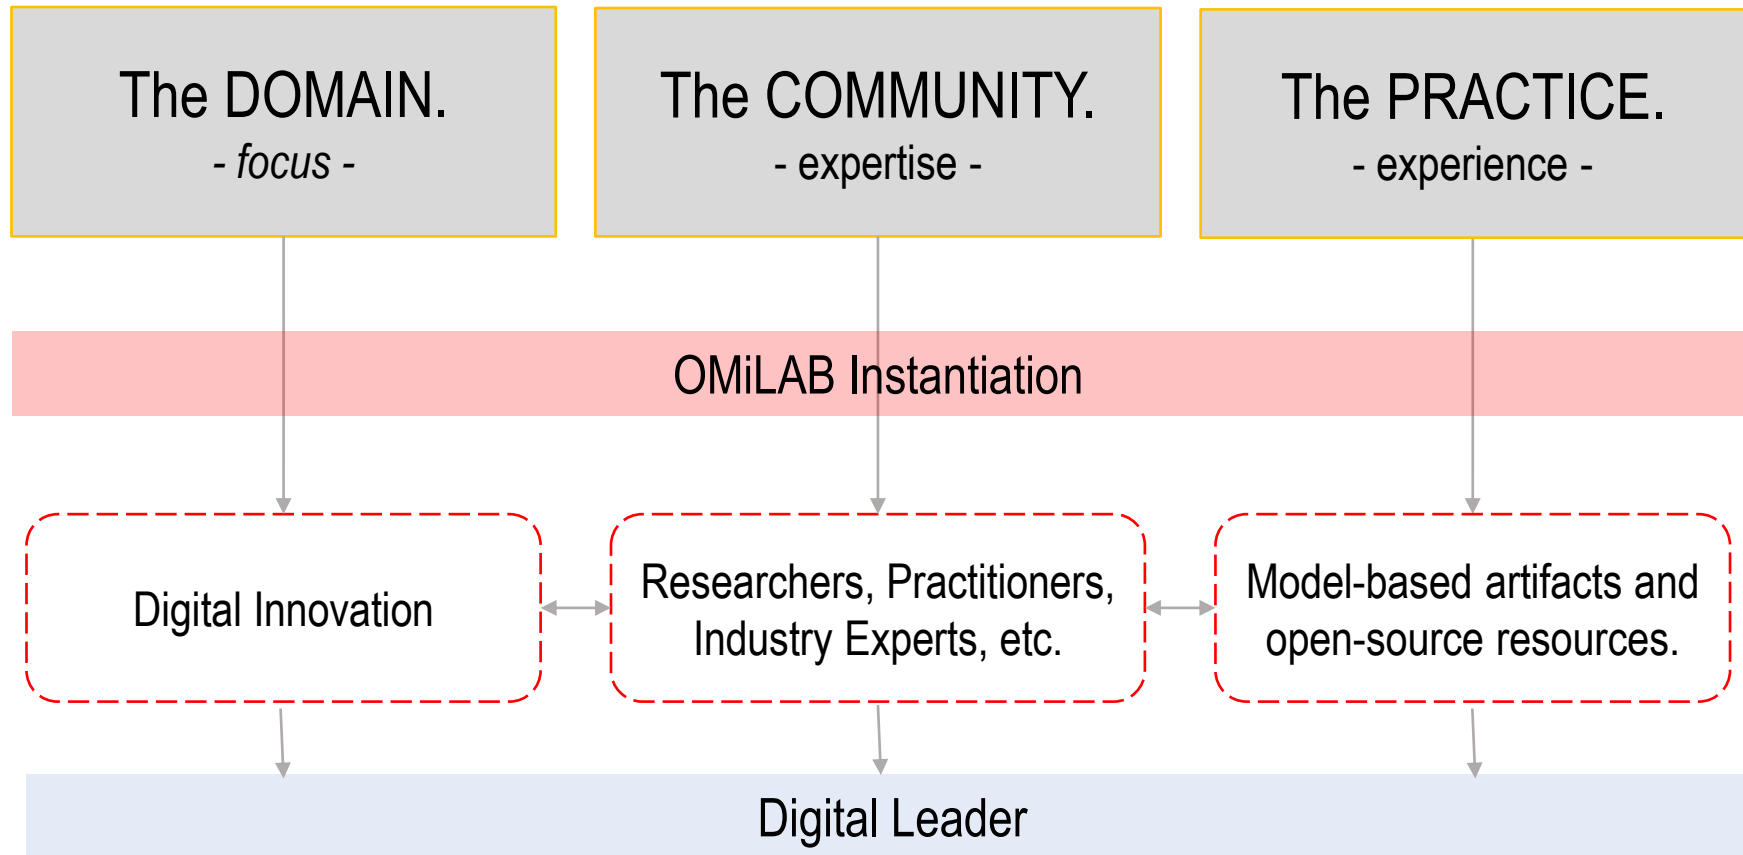 The DOMAIN.
- focus -
The COMMUNITY.
- expertise -
The PRACTICE.
- experience -
OMiLAB Instantiation
Digital Innovation
Researchers, Practitioners,
Industry Experts, etc.
Model-based artifacts and
open-source resources.
Digital Leader